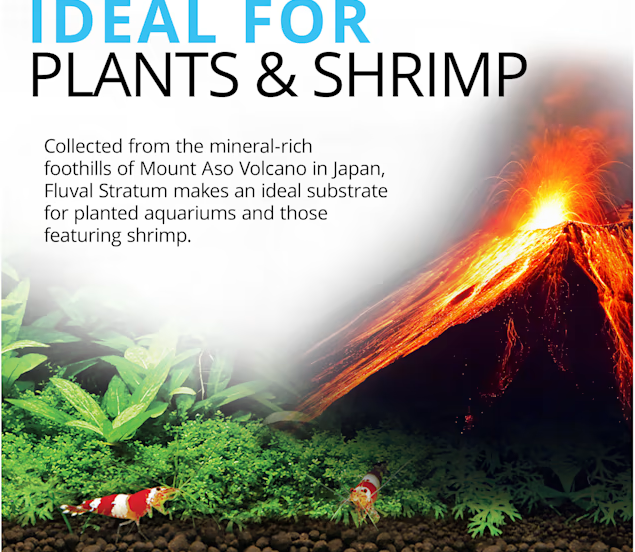 IDEAL FOR
PLANTS & SHRIMP
Collected from the mineral-rich
foothills of Mount Aso Volcano in Japan,
Fluval Stratum makes an ideal substrate
for planted aquariums and those
featuring shrimp.